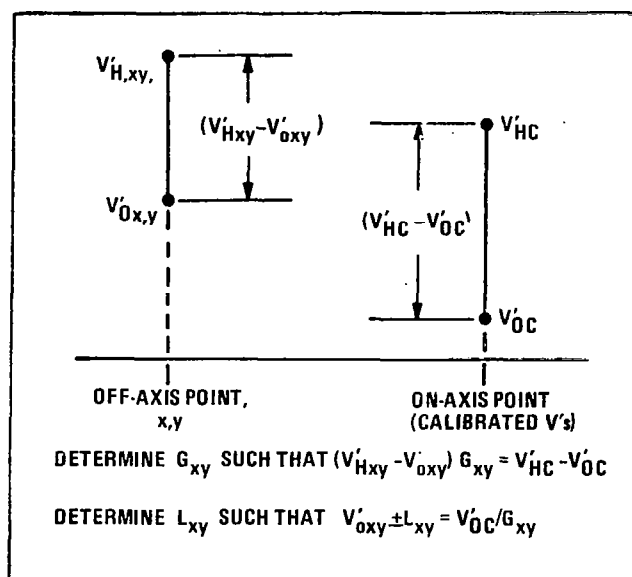 V'H,xy,
(V'Hxy-V'oxy)
V'Ox,y
V'HC
(V'HC-V'OC)
V'OC
OFF-AXIS POINT,
x,y
ON-AXIS POINT
(CALIBRATED V's)
DETERMINE Gxy SUCH THAT (V'Hxy-V'oxy) Gxy = V'HC-V'OC
DETERMINE Lxy SUCH THAT V'oxy±Lxy = V'OC/Gxy